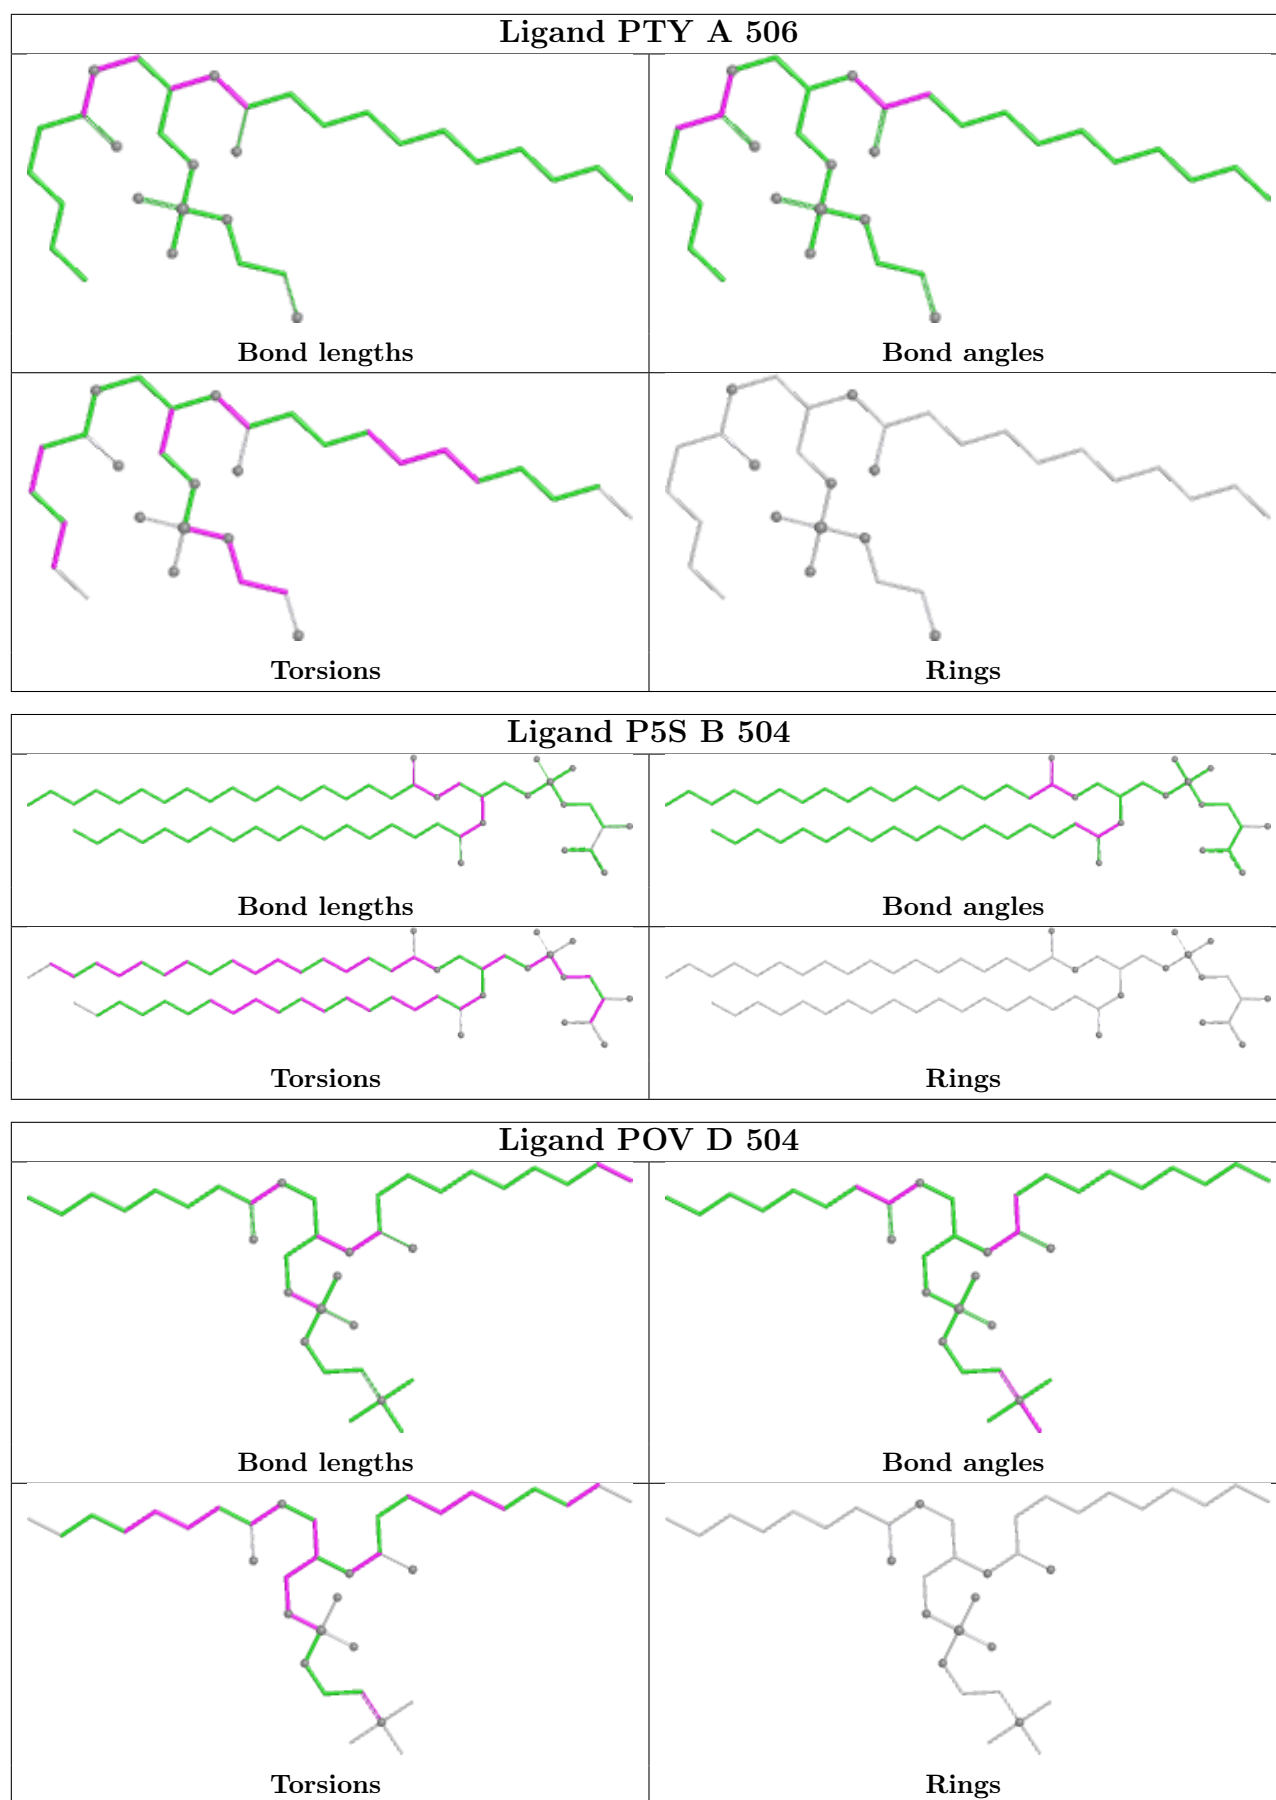 Ligand PTY A 506
Bond lengths
Bond angles
Torsions
Rings
Ligand P5S B 504
Bond lengths
Bond angles
Torsions
Rings
Ligand POV D 504
Bond lengths
Bond angles
Torsions
Rings